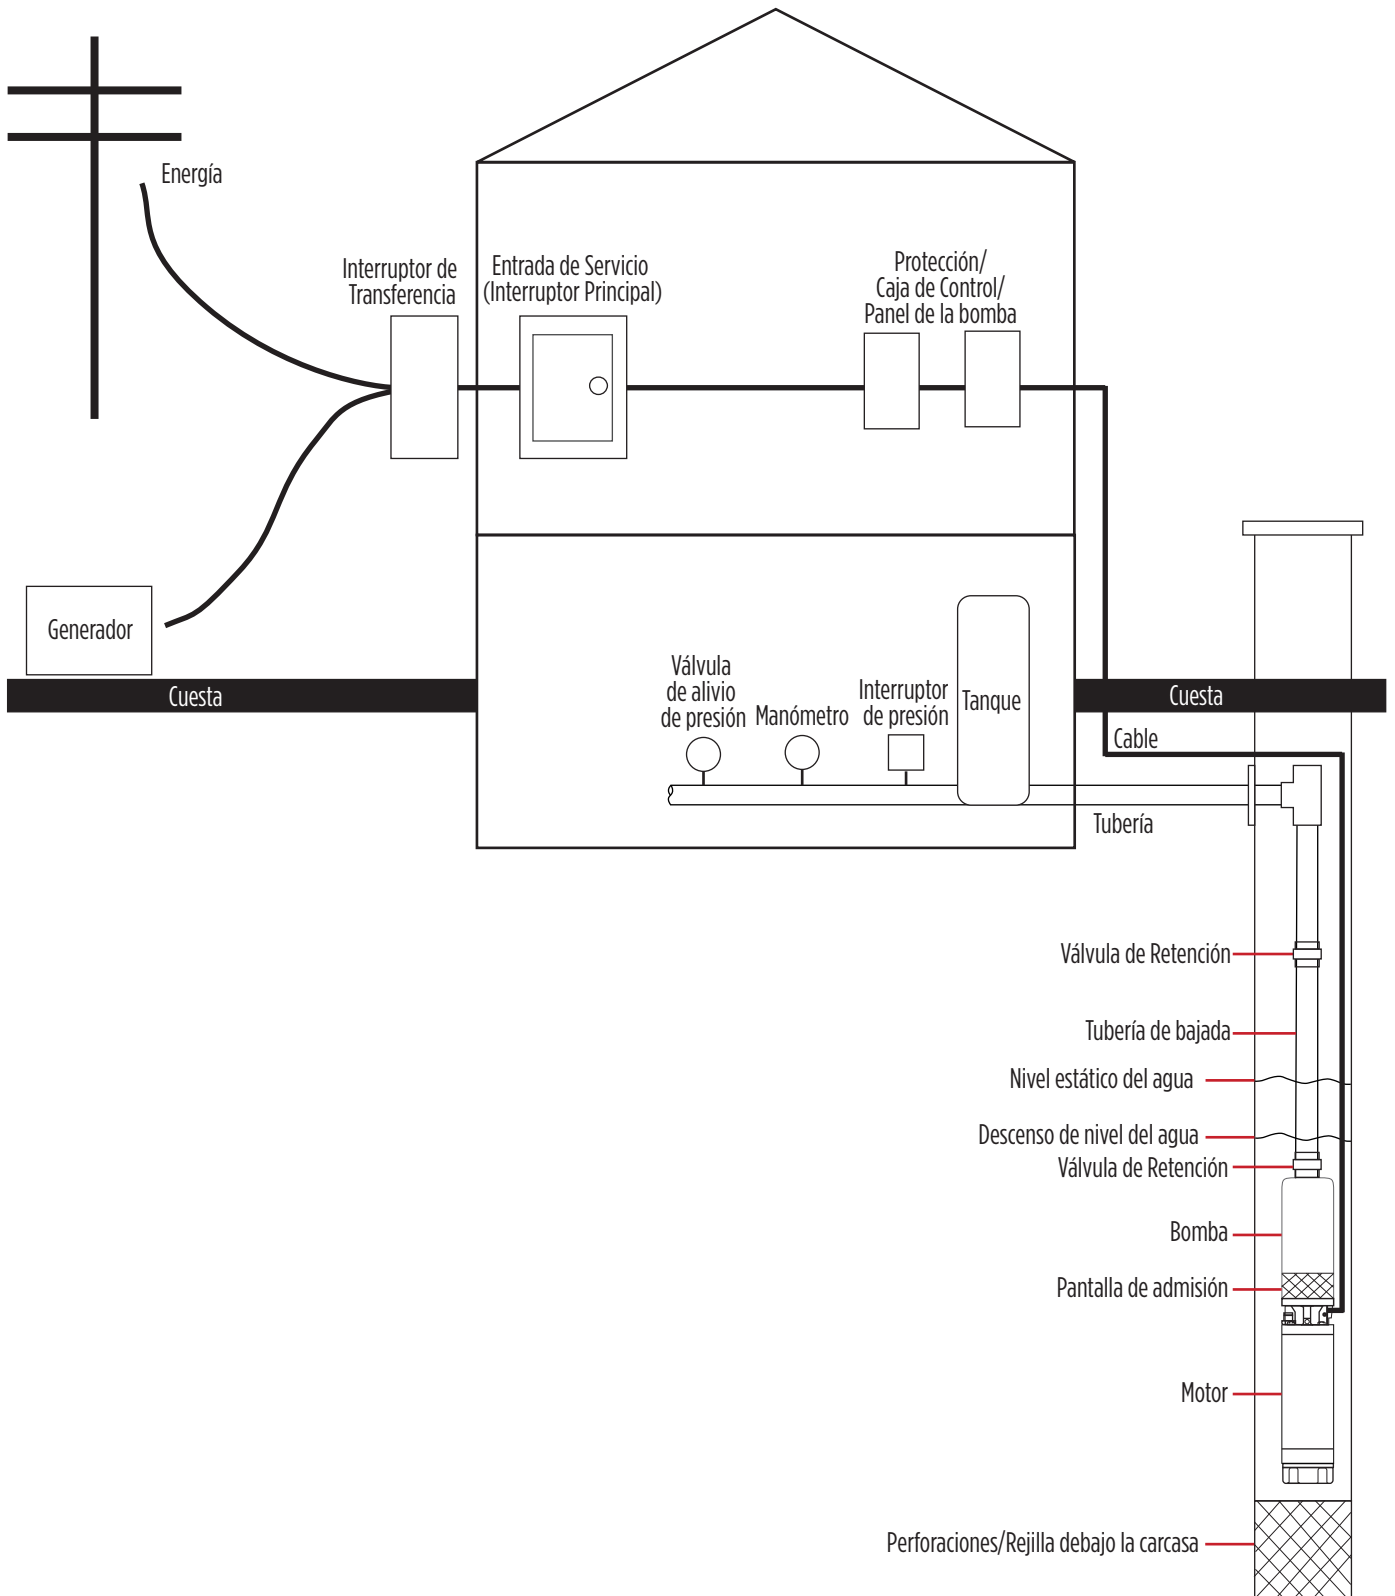 Energía
Interruptor de
Transferencia
Entrada de Servicio
(Interruptor Principal)
Protección/
Caja de Control/
Panel de la bomba
Generador
Cuesta
Válvula
de alivio
de presión
Manómetro
Interruptor
de presión
Tanque
Cuesta
Cable
Tubería
Válvula de Retención
Tubería de bajada
Nivel estático del agua
Descenso de nivel del agua
Válvula de Retención
Bomba
Pantalla de admisión
Motor
Perforaciones/Rejilla debajo la carcasa